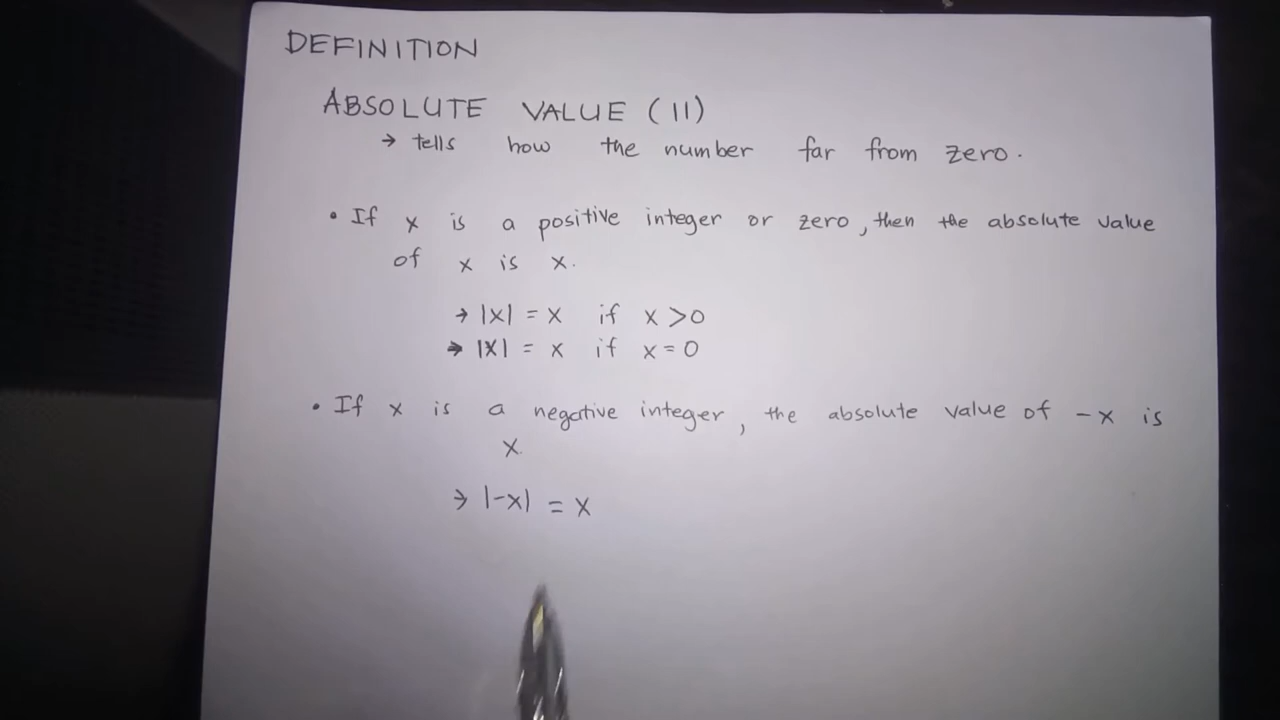 DEFINITION
ABSOLUTE VALUE (||)
→ tells how the number far from zero.
• If x is a positive integer or zero, then the absolute value
of x is x.
→ |x| = x if x > 0
→ |x| = x if x = 0
• If x is a negative integer, the absolute value of -x is
x.
→ |-x| = x